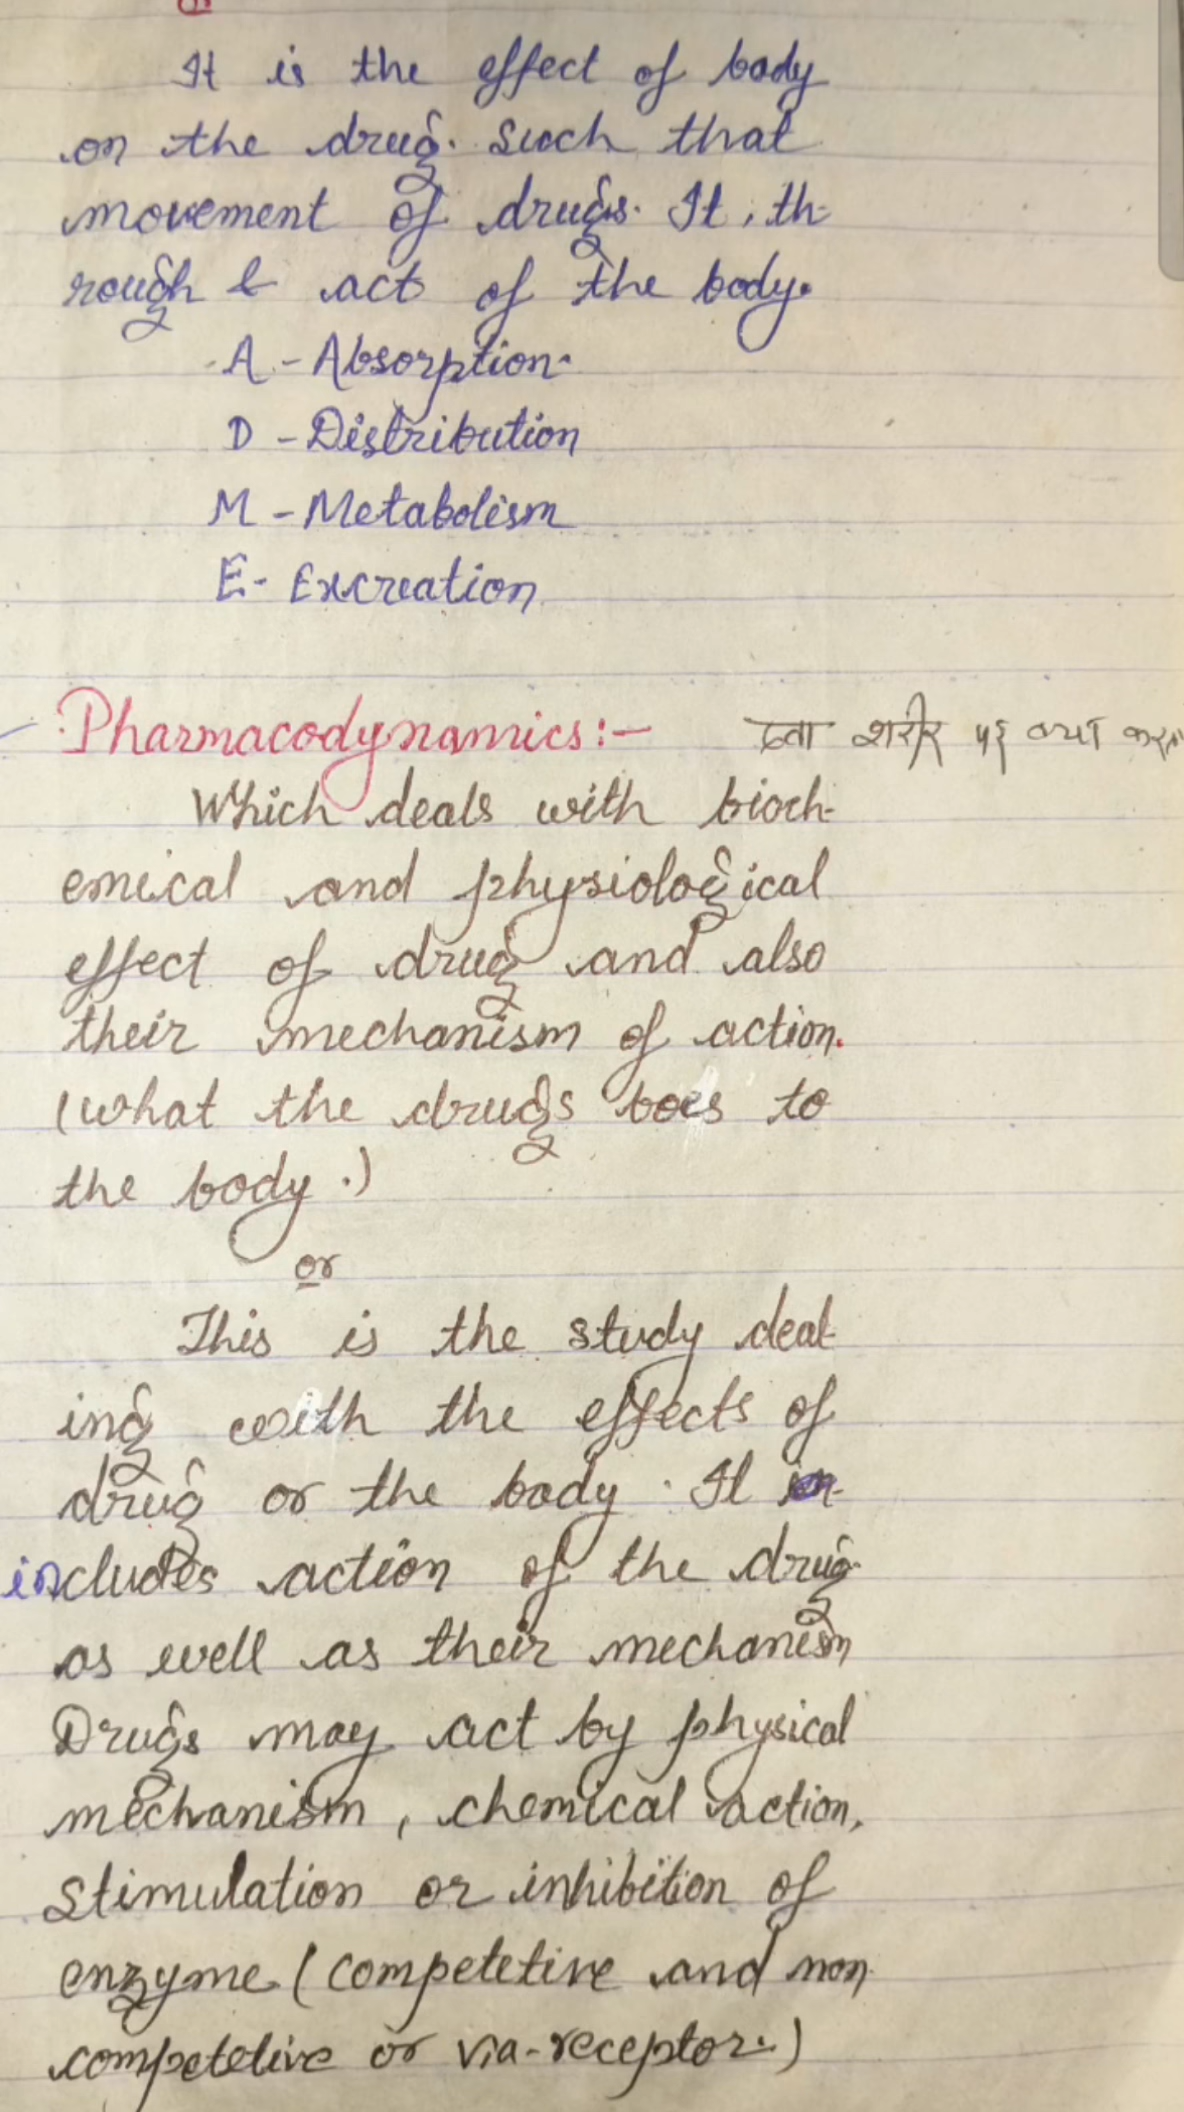 It is the effect of body
on the drug. Such that
movement of drugs. It, th-
rough & act of the body.
A - Absorption.
D - Distribution
M - Metabolism
E - Excreation
Pharmacodynamics:- दवा शरीर पर क्या करता
Which deals with bioch-
emical and physiological
effect of drug and also
their mechanism of action.
(what the drugs does to
the body.)
or
This is the study deal-
ing with the effects of
drug or the body. It
includes action of the drug
as well as their mechanism
Drugs may act by physical
mechanism, chemical action,
Stimulation or inhibition of
enzyme (competetive and non
competetive or via-receptor.)